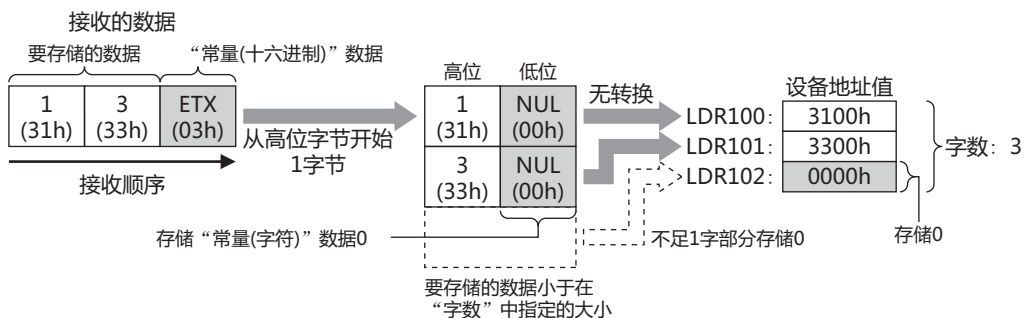 接收的数据
要存储的数据 “常量(十六进制)”数据
高位 低位
设备地址值
1 3 ETX
(31h) (33h) (03h)
从高位字节开始
1字节
接收顺序
1 NUL
(31h) (00h)
3 NUL
(33h) (00h)
无转换
LDR100: 3100h
LDR101: 3300h
LDR102: 0000h
字数: 3
存储“常量(字符)”数据0
不足1字部分存储0
存储0
要存储的数据小于在
“字数”中指定的大小